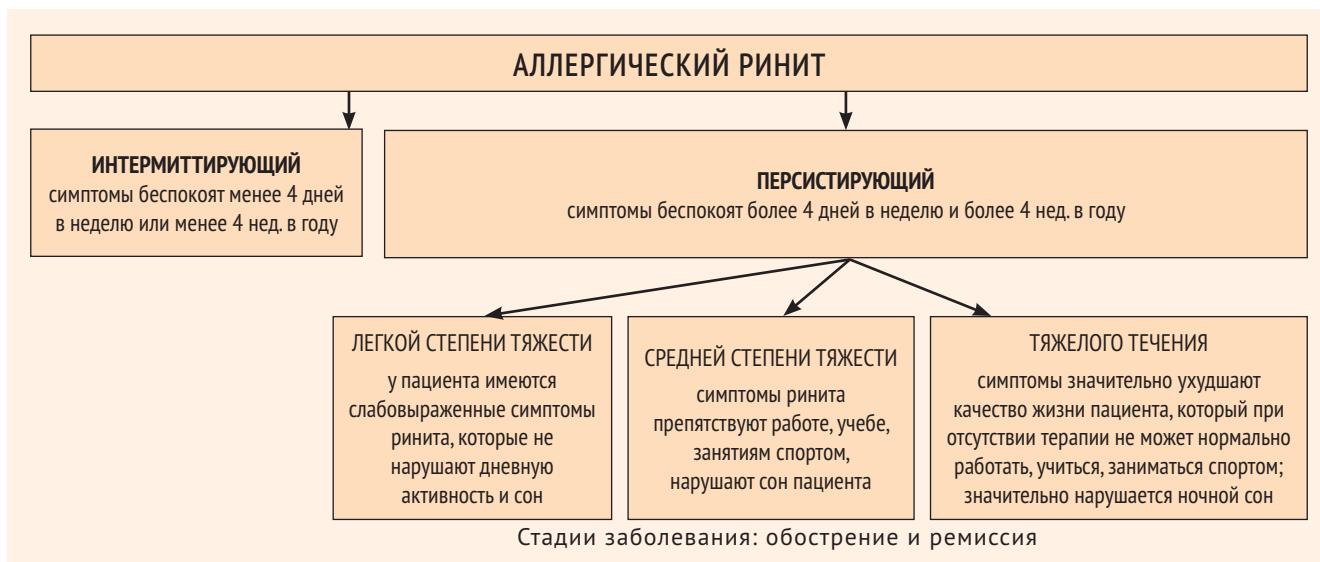 АЛЛЕРГИЧЕСКИЙ РИНИТ
ИНТЕРМИТТИРУЮЩИЙ
симптомы беспокоят менее 4 дней
в неделю или менее 4 нед. в году
ПЕРСИСТИРУЮЩИЙ
симптомы беспокоят более 4 дней в неделю и более 4 нед. в году
ЛЕГКОЙ СТЕПЕНИ ТЯЖЕСТИ
у пациента имеются
слабовыраженные симптомы
ринита, которые не
нарушают дневную
активность и сон
СРЕДНЕЙ СТЕПЕНИ ТЯЖЕСТИ
симптомы ринита
препятствуют работе, учебе,
занятиям спортом,
нарушают сон пациента
ТЯЖЕЛОГО ТЕЧЕНИЯ
симптомы значительно ухудшают
качество жизни пациента, который при
отсутствии терапии не может нормально
работать, учиться, заниматься спортом;
значительно нарушается ночной сон
Стадии заболевания: обострение и ремиссия